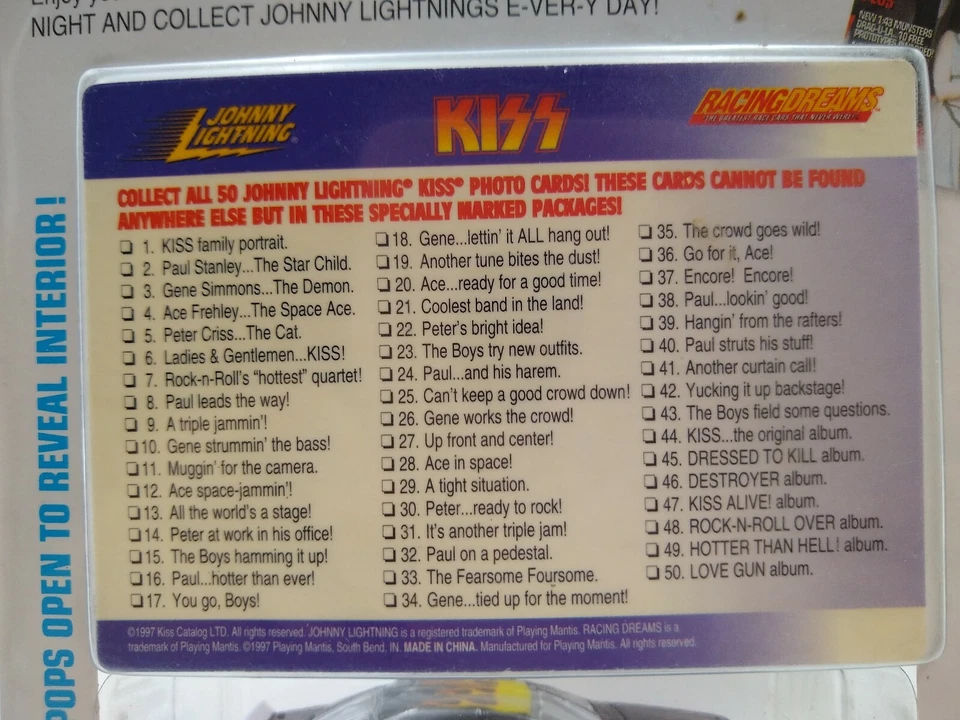 NIGHT AND COLLECT JOHNNY LIGHTNINGS E-VER-Y DAY!
NEW 1:43 MUNSTERS
DRAG-U-LA. 10 FREE
POPS OPEN TO REVEAL INTERIOR!
JOHNNY
LIGHTNING®
KISS
RACING DREAMS™
THE GREATEST RACE CARS THAT NEVER WERE!™
COLLECT ALL 50 JOHNNY LIGHTNING® KISS® PHOTO CARDS! THESE CARDS CANNOT BE FOUND
ANYWHERE ELSE BUT IN THESE SPECIALLY MARKED PACKAGES!
❏ 1. KISS family portrait.
❏ 2. Paul Stanley...The Star Child.
❏ 3. Gene Simmons...The Demon.
❏ 4. Ace Frehley...The Space Ace.
❏ 5. Peter Criss...The Cat.
❏ 6. Ladies & Gentlemen...KISS!
❏ 7. Rock-n-Roll's "hottest" quartet!
❏ 8. Paul leads the way!
❏ 9. A triple jammin'!
❏ 10. Gene strummin' the bass!
❏ 11. Muggin' for the camera.
❏ 12. Ace space-jammin'!
❏ 13. All the world's a stage!
❏ 14. Peter at work in his office!
❏ 15. The Boys hamming it up!
❏ 16. Paul...hotter than ever!
❏ 17. You go, Boys!
❏ 18. Gene...lettin' it ALL hang out!
❏ 19. Another tune bites the dust!
❏ 20. Ace...ready for a good time!
❏ 21. Coolest band in the land!
❏ 22. Peter's bright idea!
❏ 23. The Boys try new outfits.
❏ 24. Paul...and his harem.
❏ 25. Can't keep a good crowd down!
❏ 26. Gene works the crowd!
❏ 27. Up front and center!
❏ 28. Ace in space!
❏ 29. A tight situation.
❏ 30. Peter...ready to rock!
❏ 31. It's another triple jam!
❏ 32. Paul on a pedestal.
❏ 33. The Fearsome Foursome.
❏ 34. Gene...tied up for the moment!
❏ 35. The crowd goes wild!
❏ 36. Go for it, Ace!
❏ 37. Encore! Encore!
❏ 38. Paul...lookin' good!
❏ 39. Hangin' from the rafters!
❏ 40. Paul struts his stuff!
❏ 41. Another curtain call!
❏ 42. Yucking it up backstage!
❏ 43. The Boys field some questions.
❏ 44. KISS...the original album.
❏ 45. DRESSED TO KILL album.
❏ 46. DESTROYER album.
❏ 47. KISS ALIVE! album.
❏ 48. ROCK-N-ROLL OVER album.
❏ 49. HOTTER THAN HELL! album.
❏ 50. LOVE GUN album.
©1997 Kiss Catalog LTD. All rights reserved. JOHNNY LIGHTNING is a registered trademark of Playing Mantis. RACING DREAMS is a
trademark of Playing Mantis. ©1997 Playing Mantis, South Bend, IN. MADE IN CHINA. Manufactured for Playing Mantis. All rights reserved.